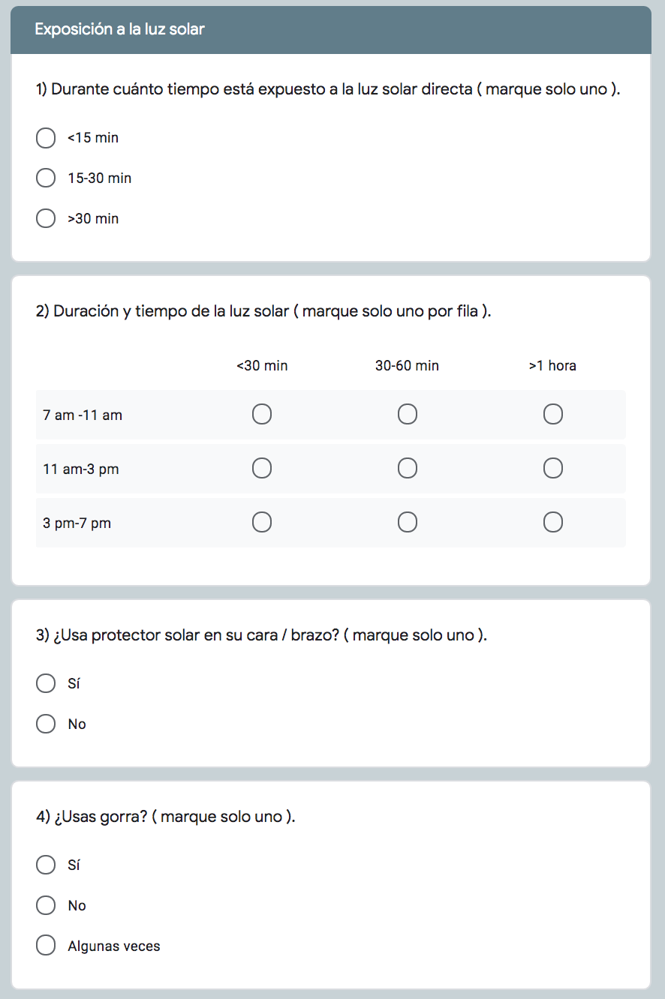 Exposición a la luz solar
1) Durante cuánto tiempo está expuesto a la luz solar directa ( marque solo uno ).
<15 min
15-30 min
>30 min
2) Duración y tiempo de la luz solar ( marque solo uno por fila ).
<30 min 30-60 min >1 hora
7 am -11 am
11 am-3 pm
3 pm-7 pm
3) ¿Usa protector solar en su cara / brazo? ( marque solo uno ).
Sí
No
4) ¿Usas gorra? ( marque solo uno ).
Sí
No
Algunas veces